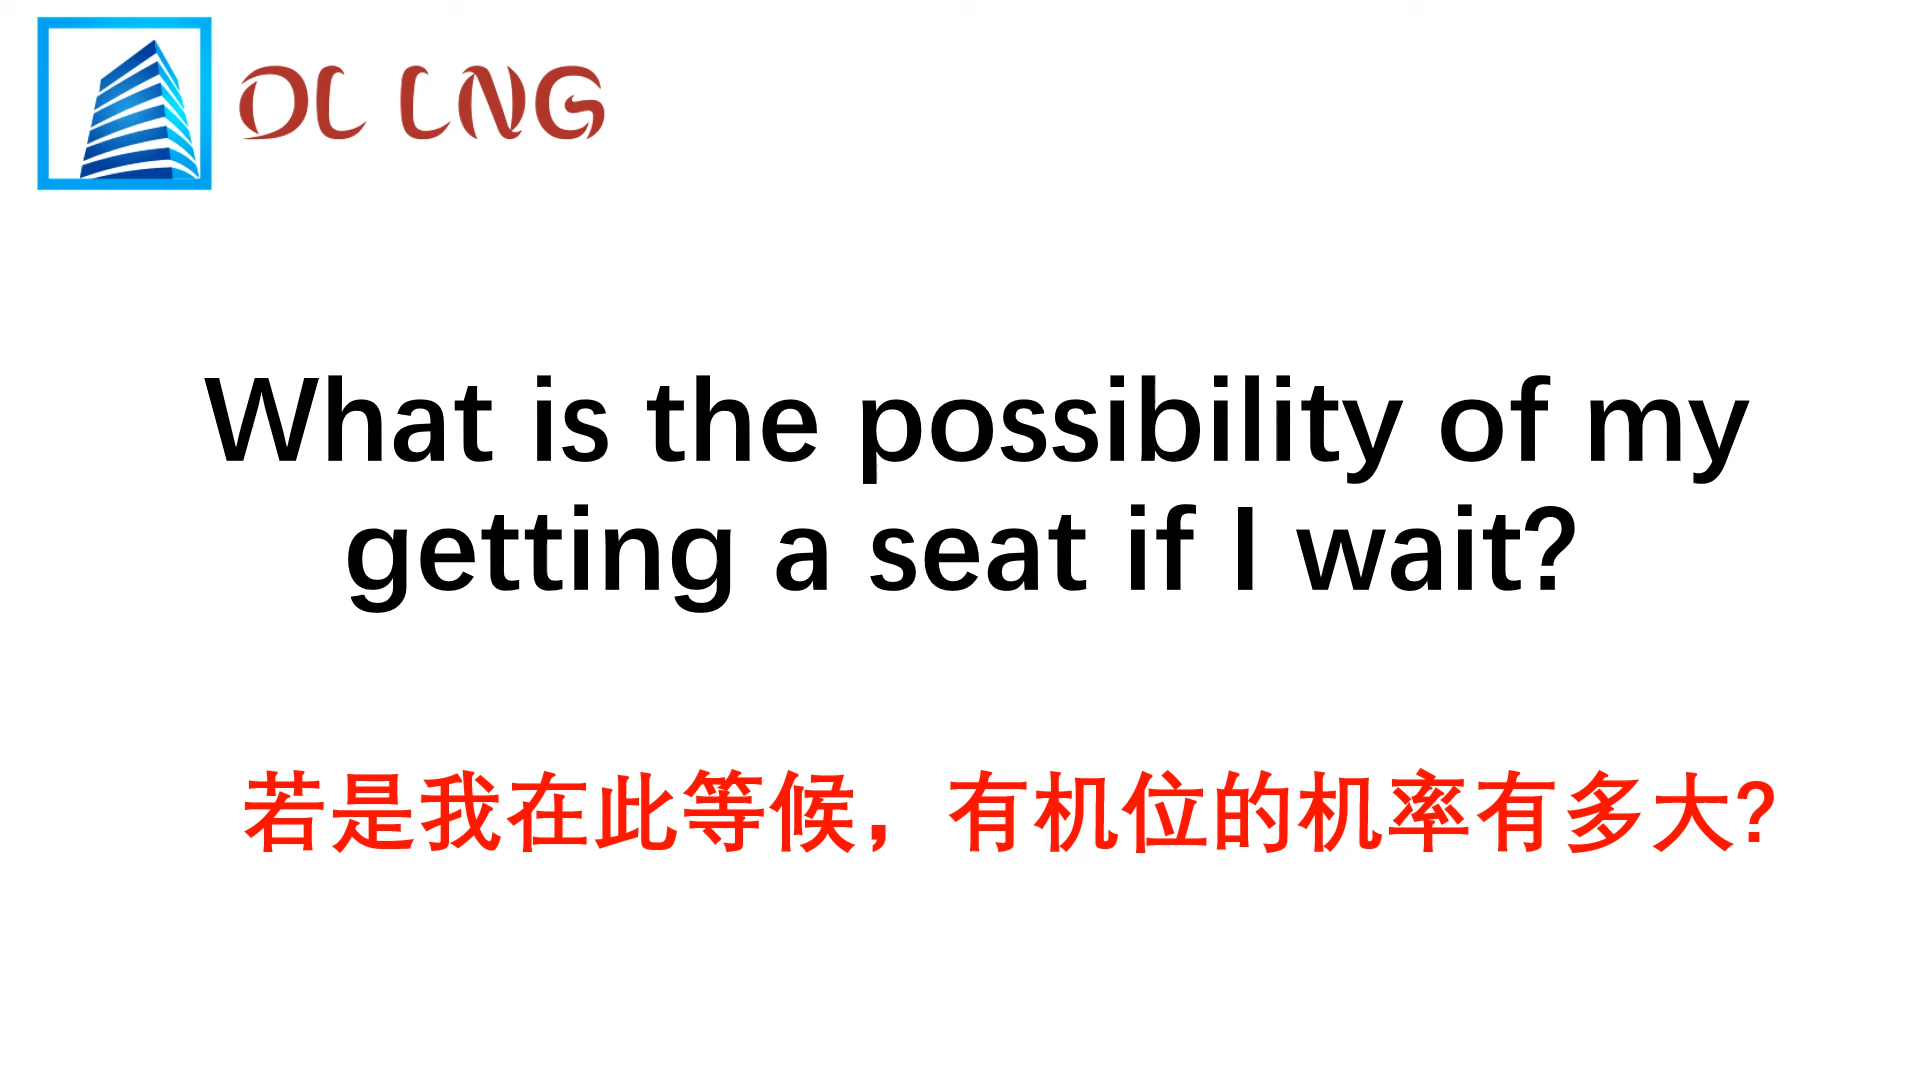 OL LNG
What is the possibility of my
getting a seat if I wait?
若是我在此等候，有机位的机率有多大?